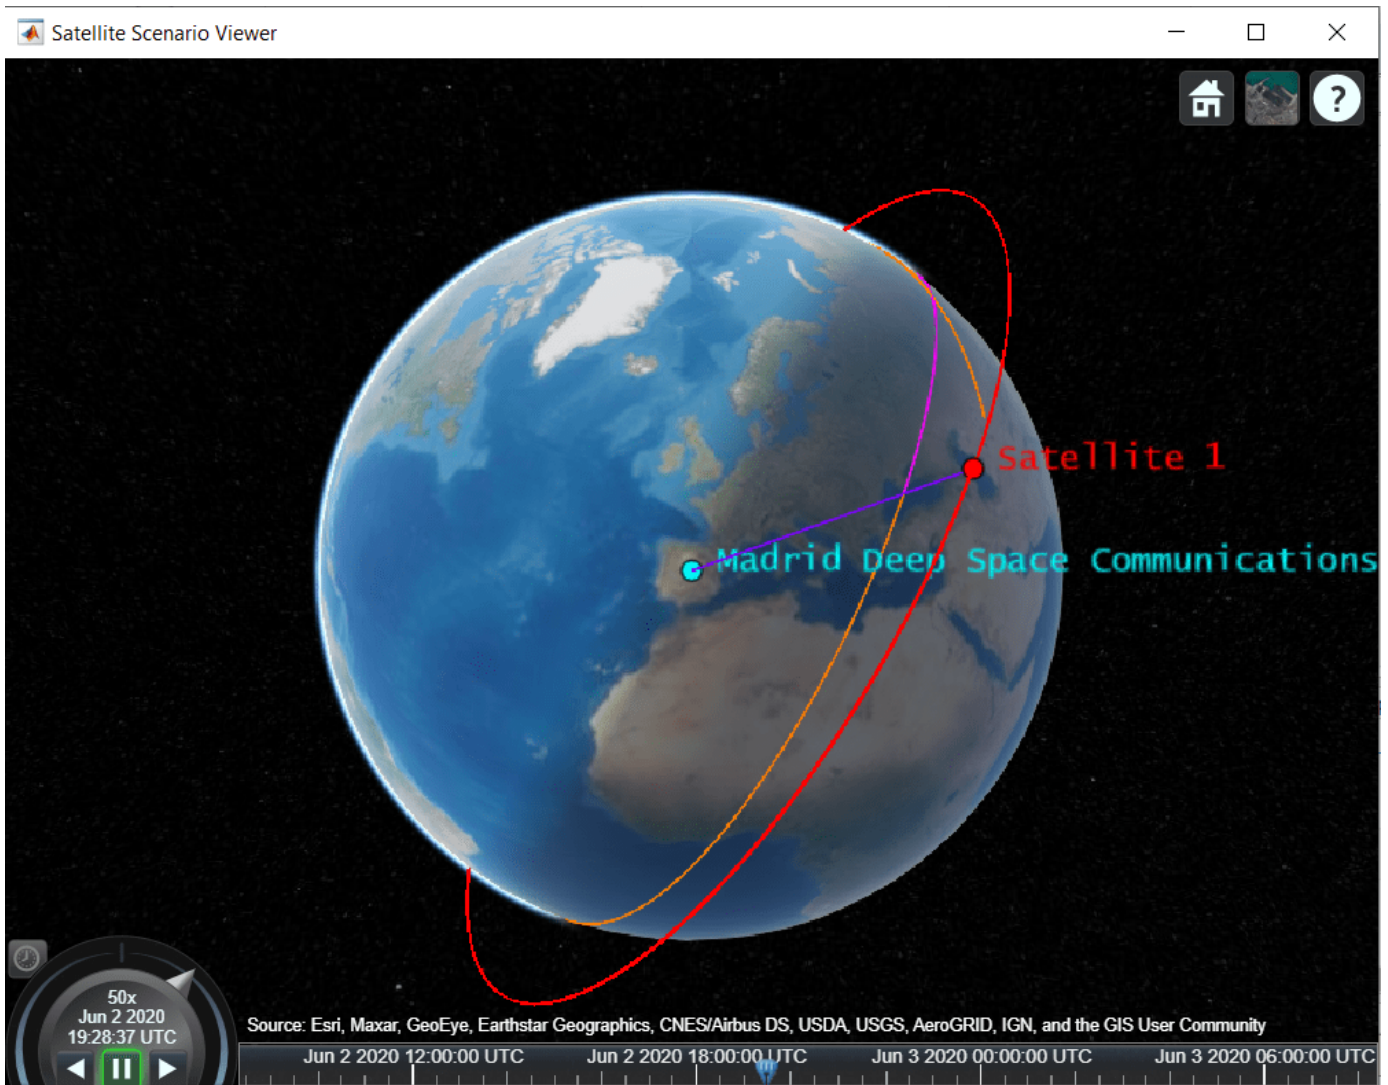 Satellite Scenario Viewer
?
Satellite 1
Madrid Deep Space Communications
50x
Jun 2 2020
19:28:37 UTC
Source: Esri, Maxar, GeoEye, Earthstar Geographics, CNES/Airbus DS, USDA, USGS, AeroGRID, IGN, and the GIS User Community
Jun 2 2020 12:00:00 UTC Jun 2 2020 18:00:00 UTC Jun 3 2020 00:00:00 UTC Jun 3 2020 06:00:00 UTC